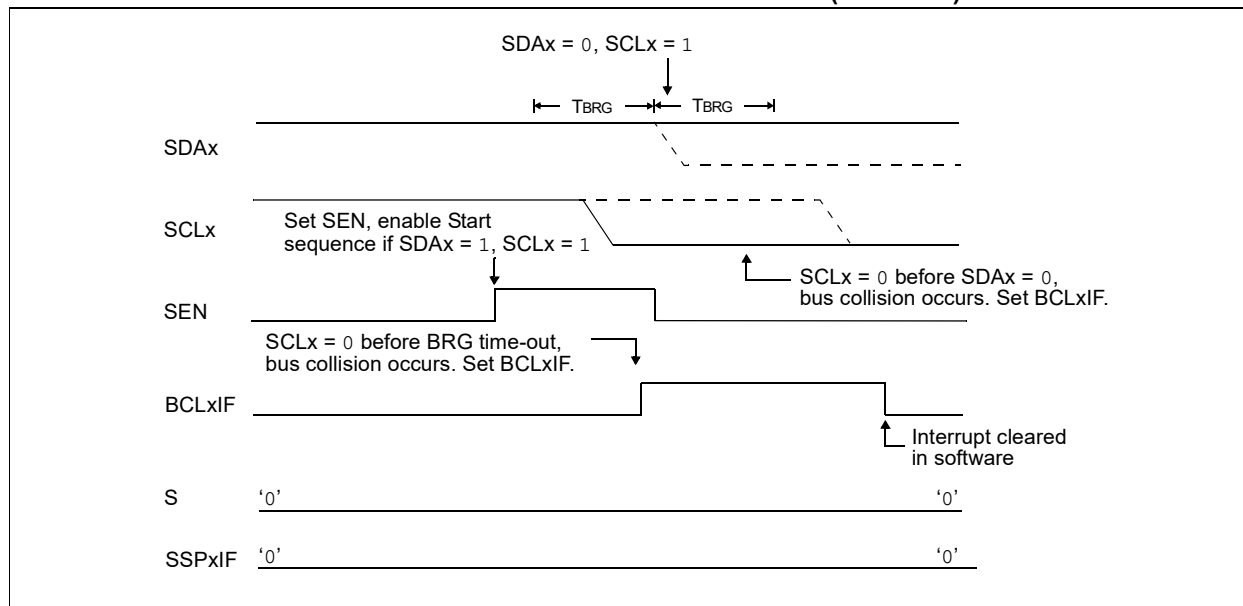 SDAx = 0, SCLx = 1
TBRG TBRG
SDAx
SCLx
Set SEN, enable Start
sequence if SDAx = 1, SCLx = 1
SCLx = 0 before SDAx = 0,
bus collision occurs. Set BCLxIF.
SEN
SCLx = 0 before BRG time-out,
bus collision occurs. Set BCLxIF.
BCLxIF
Interrupt cleared
in software
S ‘0’ ‘0’
SSPxIF ‘0’ ‘0’